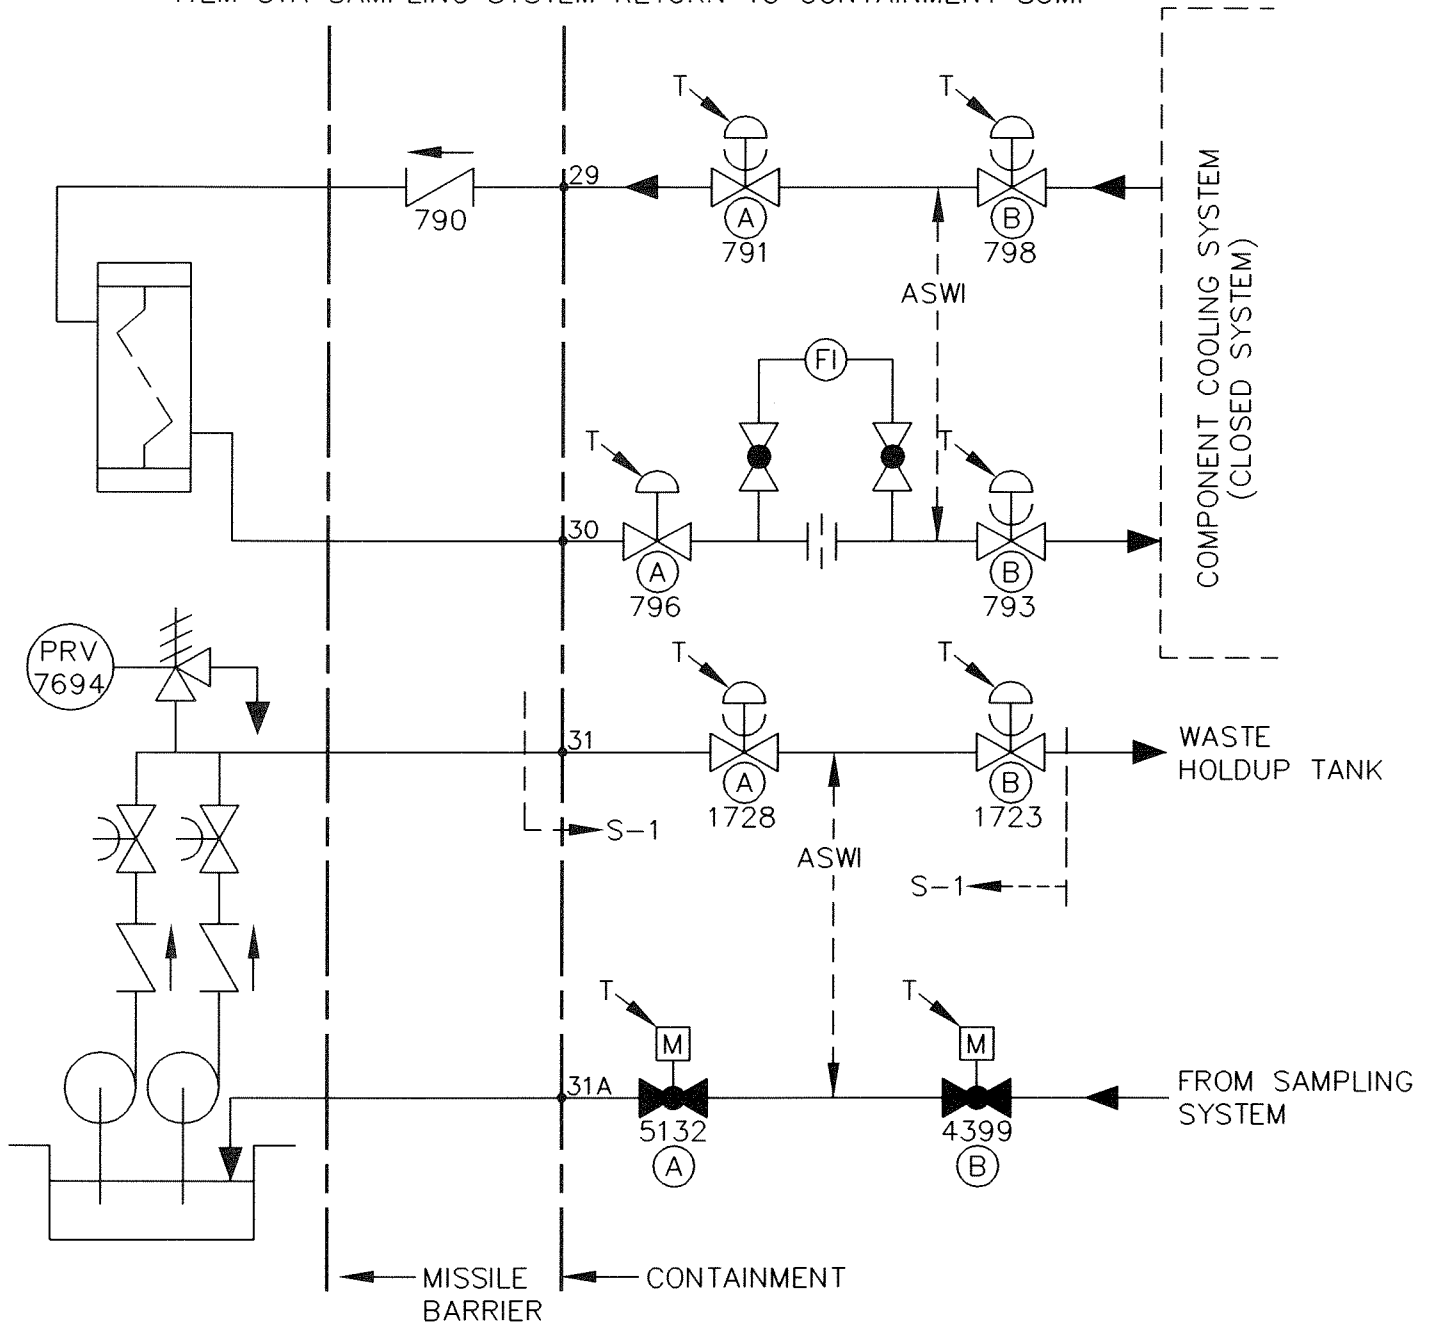 ITEM 31A SAMPLING SYSTEM RETURN TO CONTAINMENT SUMP
T
T
29
790
A
791
B
798
ASWI
COMPONENT COOLING SYSTEM
(CLOSED SYSTEM)
FI
T
T
30
A
796
B
793
PRV
7694
T
T
31
A
1728
B
1723
WASTE
HOLDUP TANK
S-1
ASWI
S-1
T
T
M
M
31A
5132
A
4399
B
FROM SAMPLING
SYSTEM
MISSILE
BARRIER
CONTAINMENT